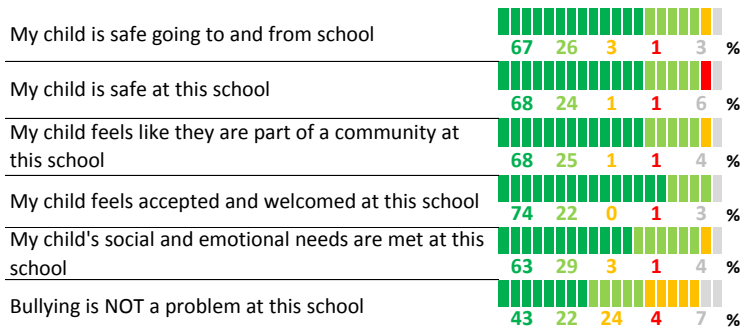 My child is safe going to and from school
67 26 3 1 3 %
My child is safe at this school
68 24 1 1 6 %
My child feels like they are part of a community at
this school
68 25 1 1 4 %
My child feels accepted and welcomed at this school
74 22 0 1 3 %
My child's social and emotional needs are met at this
school
63 29 3 1 4 %
Bullying is NOT a problem at this school
43 22 24 4 7 %